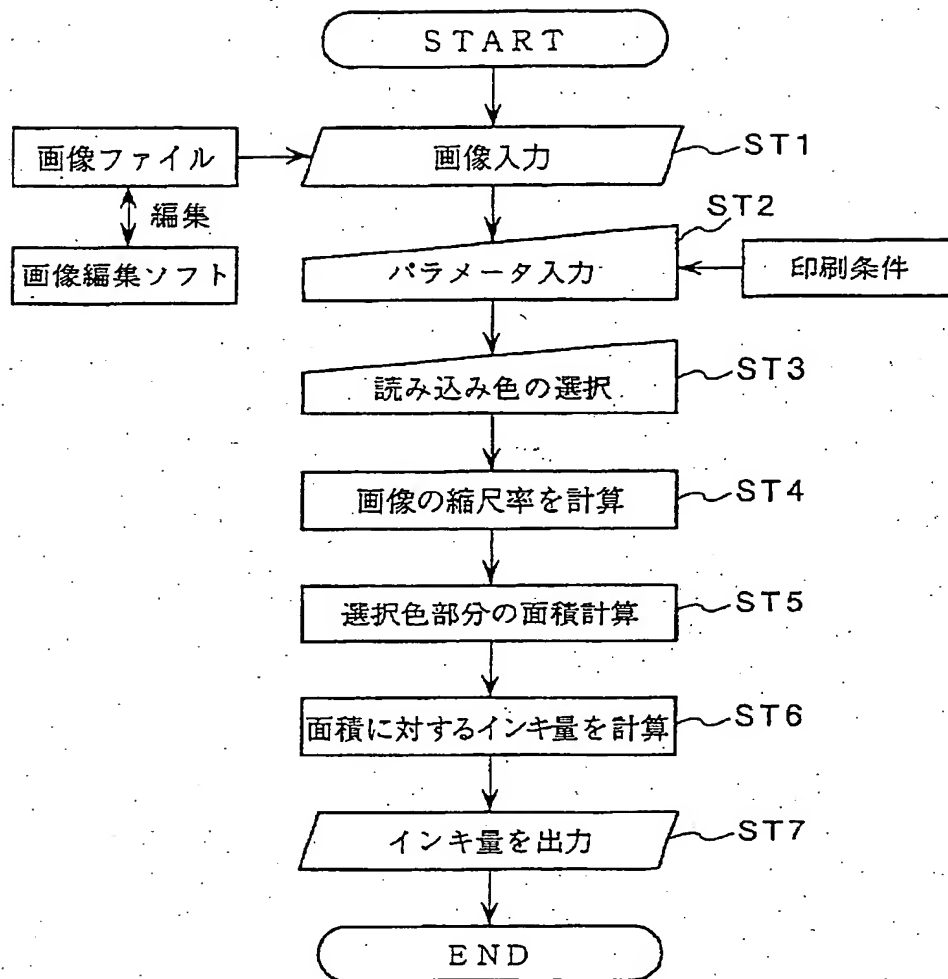 START
画像ファイル
画像入力
ST1
編集
ST2
画像編集ソフト
パラメータ入力
印刷条件
読み込み色の選択
ST3
画像の縮尺率を計算
ST4
選択色部分の面積計算
ST5
面積に対するインキ量を計算
ST6
インキ量を出力
ST7
END